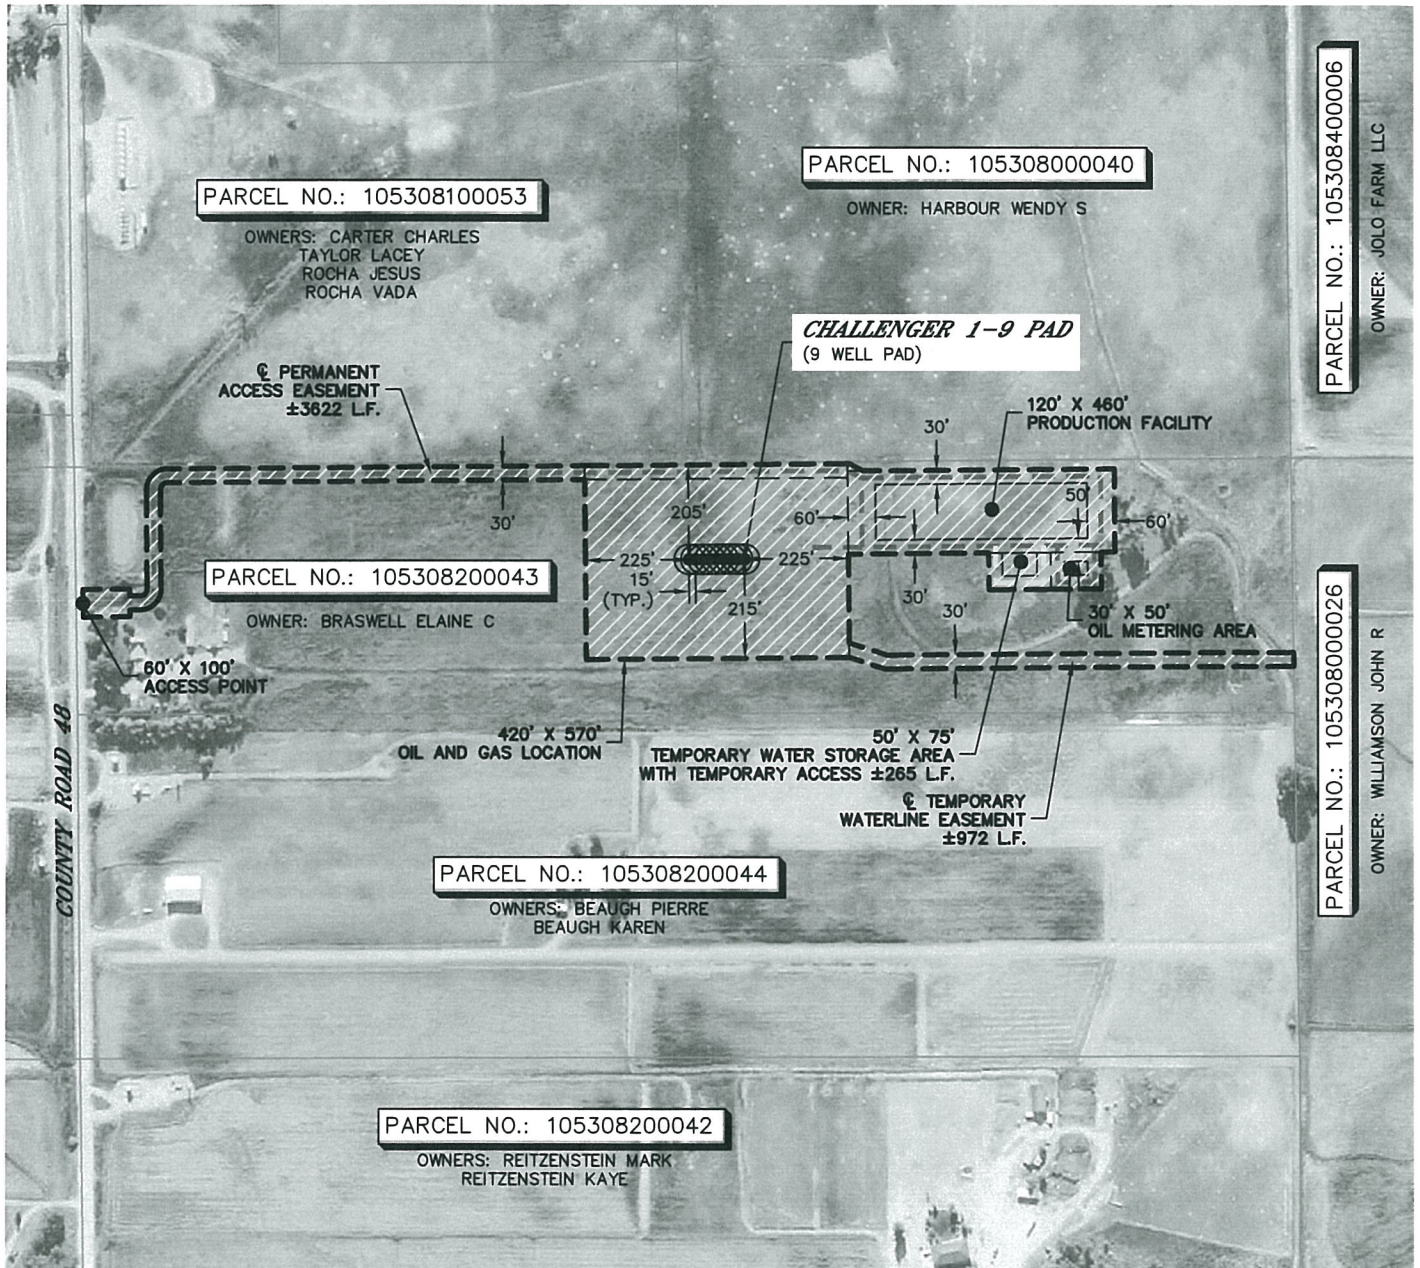 PARCEL NO.: 105308100053
OWNERS: CARTER CHARLES
TAYLOR LACEY
ROCHA JESUS
ROCHA VADA
PARCEL NO.: 105308000040
OWNER: HARBOUR WENDY S
PARCEL NO.: 105308400006
OWNER: JOLO FARM LLC
CHALLENGER 1-9 PAD
(9 WELL PAD)
℄ PERMANENT
ACCESS EASEMENT
±3622 L.F.
120' X 460'
PRODUCTION FACILITY
30'
30'
205'
60'
50'
60'
225'
225'
15'
(TYP.)
215'
30'
30'
PARCEL NO.: 105308200043
OWNER: BRASWELL ELAINE C
30' X 50'
OIL METERING AREA
60' X 100'
ACCESS POINT
COUNTY ROAD 48
420' X 570'
OIL AND GAS LOCATION
50' X 75'
TEMPORARY WATER STORAGE AREA
WITH TEMPORARY ACCESS ±265 L.F.
℄ TEMPORARY
WATERLINE EASEMENT
±972 L.F.
PARCEL NO.: 105308000026
OWNER: WILLIAMSON JOHN R
PARCEL NO.: 105308200044
OWNERS: BEAUGH PIERRE
BEAUGH KAREN
PARCEL NO.: 105308200042
OWNERS: REITZENSTEIN MARK
REITZENSTEIN KAYE